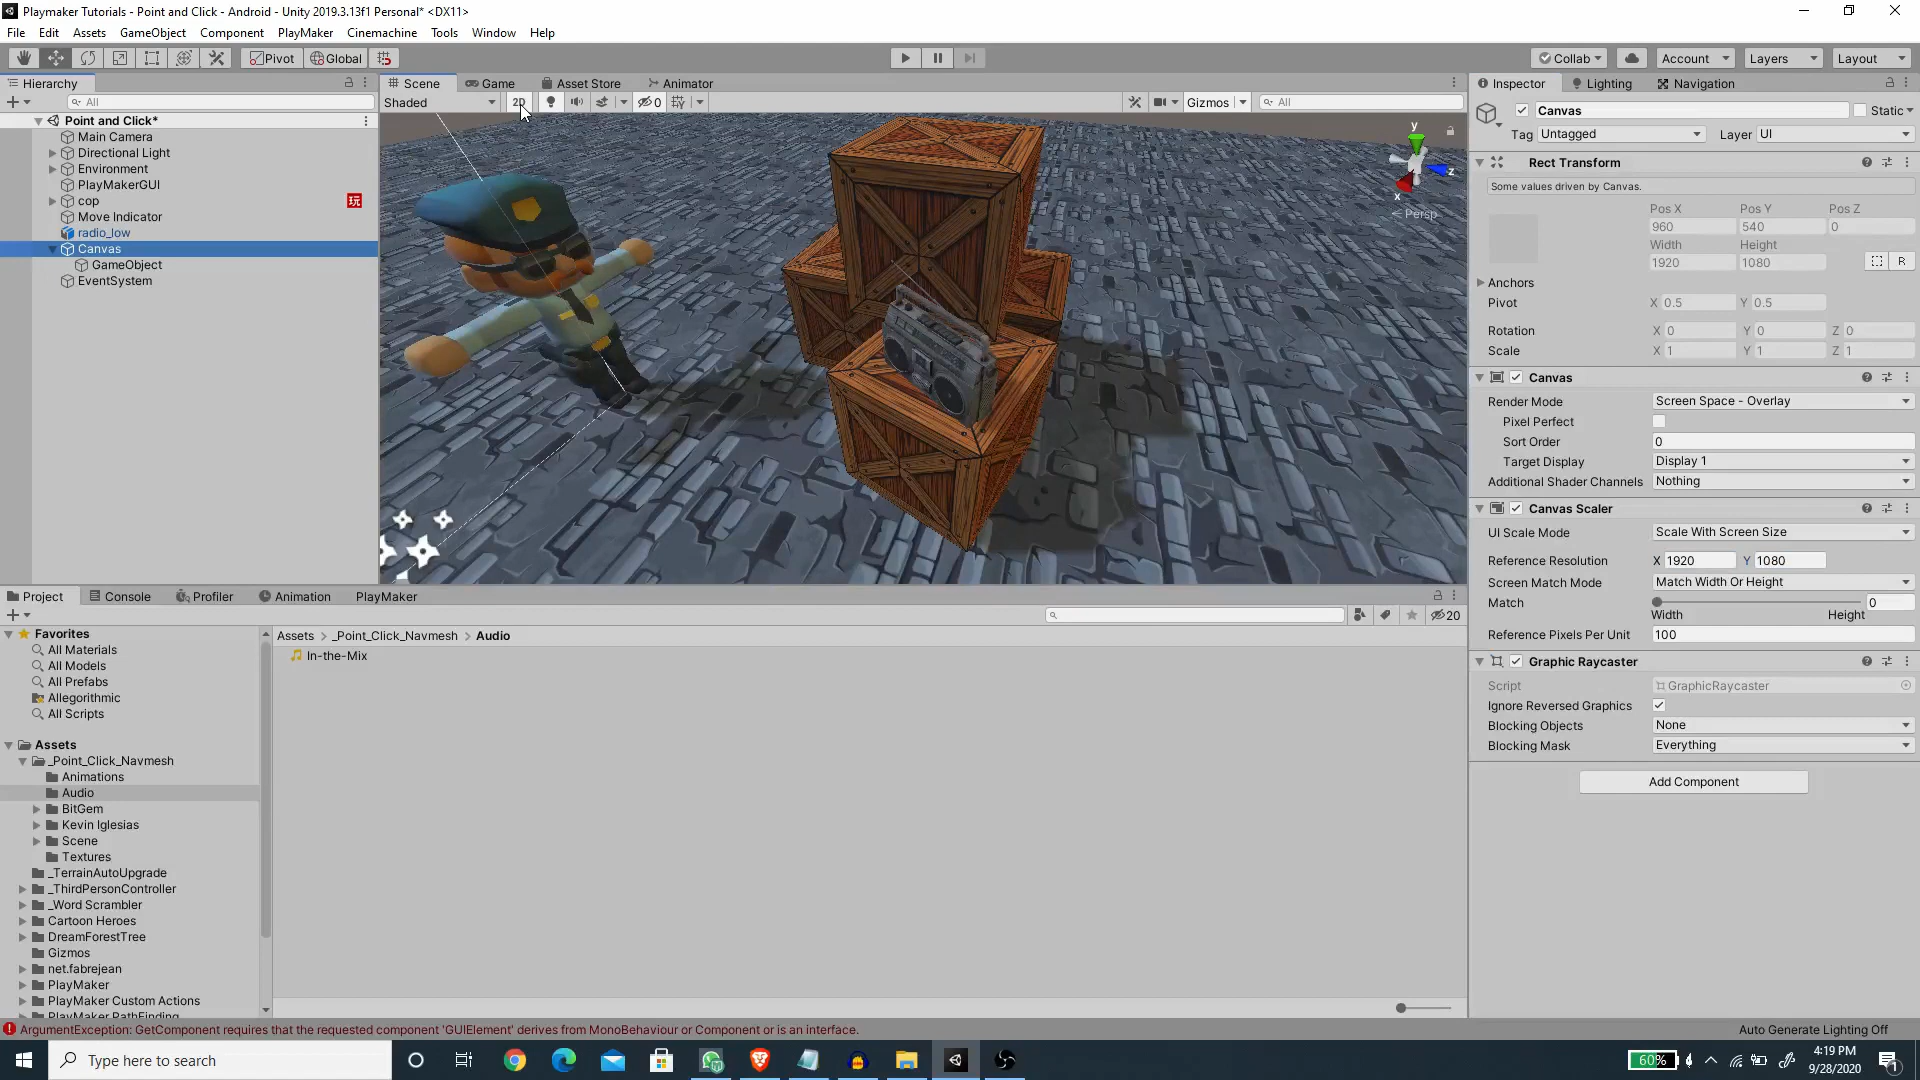 Playmaker Tutorials - Point and Click - Android - Unity 2019.3.13f1 Personal* <DX11>
File Edit Assets GameObject Component PlayMaker Cinemachine Tools Window Help
Pivot Global Collab Account Layers Layout
Hierarchy Scene Game Asset Store Animator Inspector Lighting Navigation
All Shaded 2D 0 Gizmos All
Canvas Static
Tag Untagged Layer UI
Point and Click*
Main Camera
Directional Light
Environment
PlayMakerGUI
cop 玩
Move Indicator
radio_low
Canvas
GameObject
EventSystem
y
z
x
Persp
Rect Transform
Some values driven by Canvas.
Pos X Pos Y Pos Z
960 540 0
Width Height
1920 1080 R
Anchors
Pivot X 0.5 Y 0.5
Rotation X 0 Y 0 Z 0
Scale X 1 Y 1 Z 1
Canvas
Render Mode Screen Space - Overlay
Pixel Perfect
Sort Order 0
Target Display Display 1
Additional Shader Channels Nothing
Canvas Scaler
UI Scale Mode Scale With Screen Size
Reference Resolution X 1920 Y 1080
Screen Match Mode Match Width Or Height
Match 0
Width Height
Reference Pixels Per Unit 100
Graphic Raycaster
Script GraphicRaycaster
Ignore Reversed Graphics
Blocking Objects None
Blocking Mask Everything
Add Component
Project Console Profiler Animation PlayMaker
20
Favorites
All Materials
All Models
All Prefabs
Allegorithmic
All Scripts
Assets
_Point_Click_Navmesh
Animations
Audio
BitGem
Kevin Iglesias
Scene
Textures
_TerrainAutoUpgrade
_ThirdPersonController
_Word Scrambler
Cartoon Heroes
DreamForestTree
Gizmos
net.fabrejean
PlayMaker
PlayMaker Custom Actions
PlayMaker PathFinding
Assets > _Point_Click_Navmesh > Audio
In-the-Mix
ArgumentException: GetComponent requires that the requested component 'GUIElement' derives from MonoBehaviour or Component or is an interface.
Auto Generate Lighting Off
Type here to search
60%
4:19 PM
9/28/2020
1